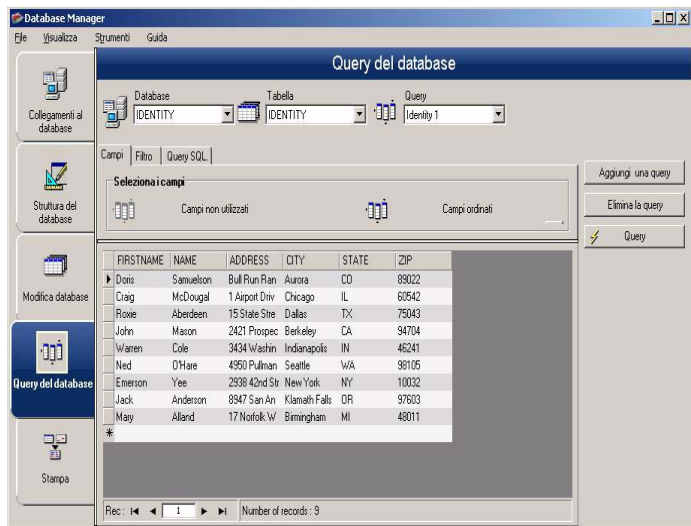 Database Manager
File Visualizza Strumenti Guida
Query del database
Collegamenti al
database
Struttura del
database
Modifica database
Query del database
Stampa
Database Tabella Query
IDENTITY IDENTITY Identity 1
Campi Filtro Query SQL
Seleziona i campi
Campi non utilizzati Campi ordinati
Aggiungi una query
Elimina la query
Query
FIRSTNAME NAME ADDRESS CITY STATE ZIP
Doris Samuelson Bull Run Ran Aurora CO 89022
Craig McDougal 1 Airport Driv Chicago IL 60542
Roxie Aberdeen 15 State Stre Dallas TX 75043
John Mason 2421 Prospec Berkeley CA 94704
Warren Cole 3434 Washin Indianapolis IN 46241
Ned O'Hare 4950 Pullman Seattle WA 98105
Emerson Yee 2938 42nd Str New York NY 10032
Jack Anderson 8947 San An Klamath Falls OR 97603
Mary Alland 17 Norfolk W Birmingham MI 48011
Rec: 1 Number of records : 9